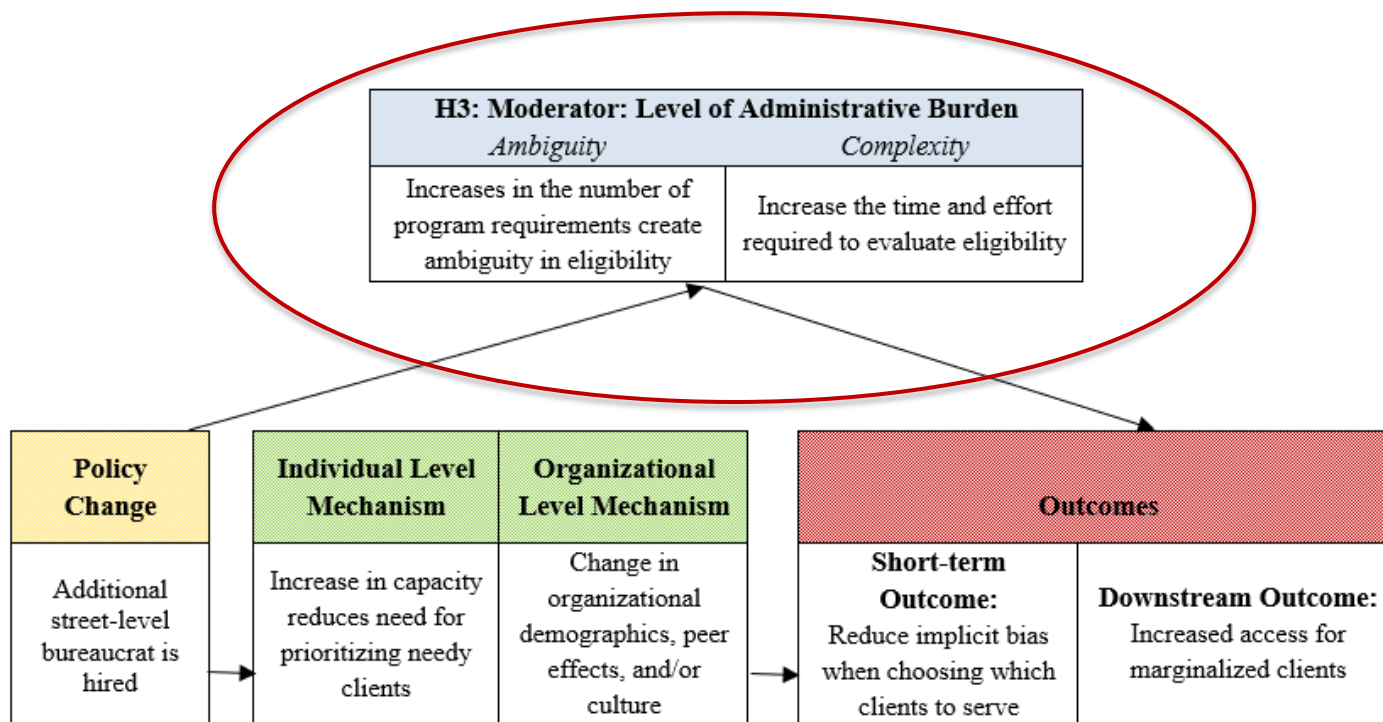 H3: Moderator: Level of Administrative Burden
Ambiguity
Complexity
Increases in the number of
program requirements create
ambiguity in eligibility
Increase the time and effort
required to evaluate eligibility
Policy
Change
Additional
street-level
bureaucrat is
hired
Individual Level
Mechanism
Increase in capacity
reduces need for
prioritizing needy
clients
Organizational
Level Mechanism
Change in
organizational
demographics, peer
effects, and/or
culture
Outcomes
Short-term
Outcome:
Reduce implicit bias
when choosing which
clients to serve
Downstream Outcome:
Increased access for
marginalized clients